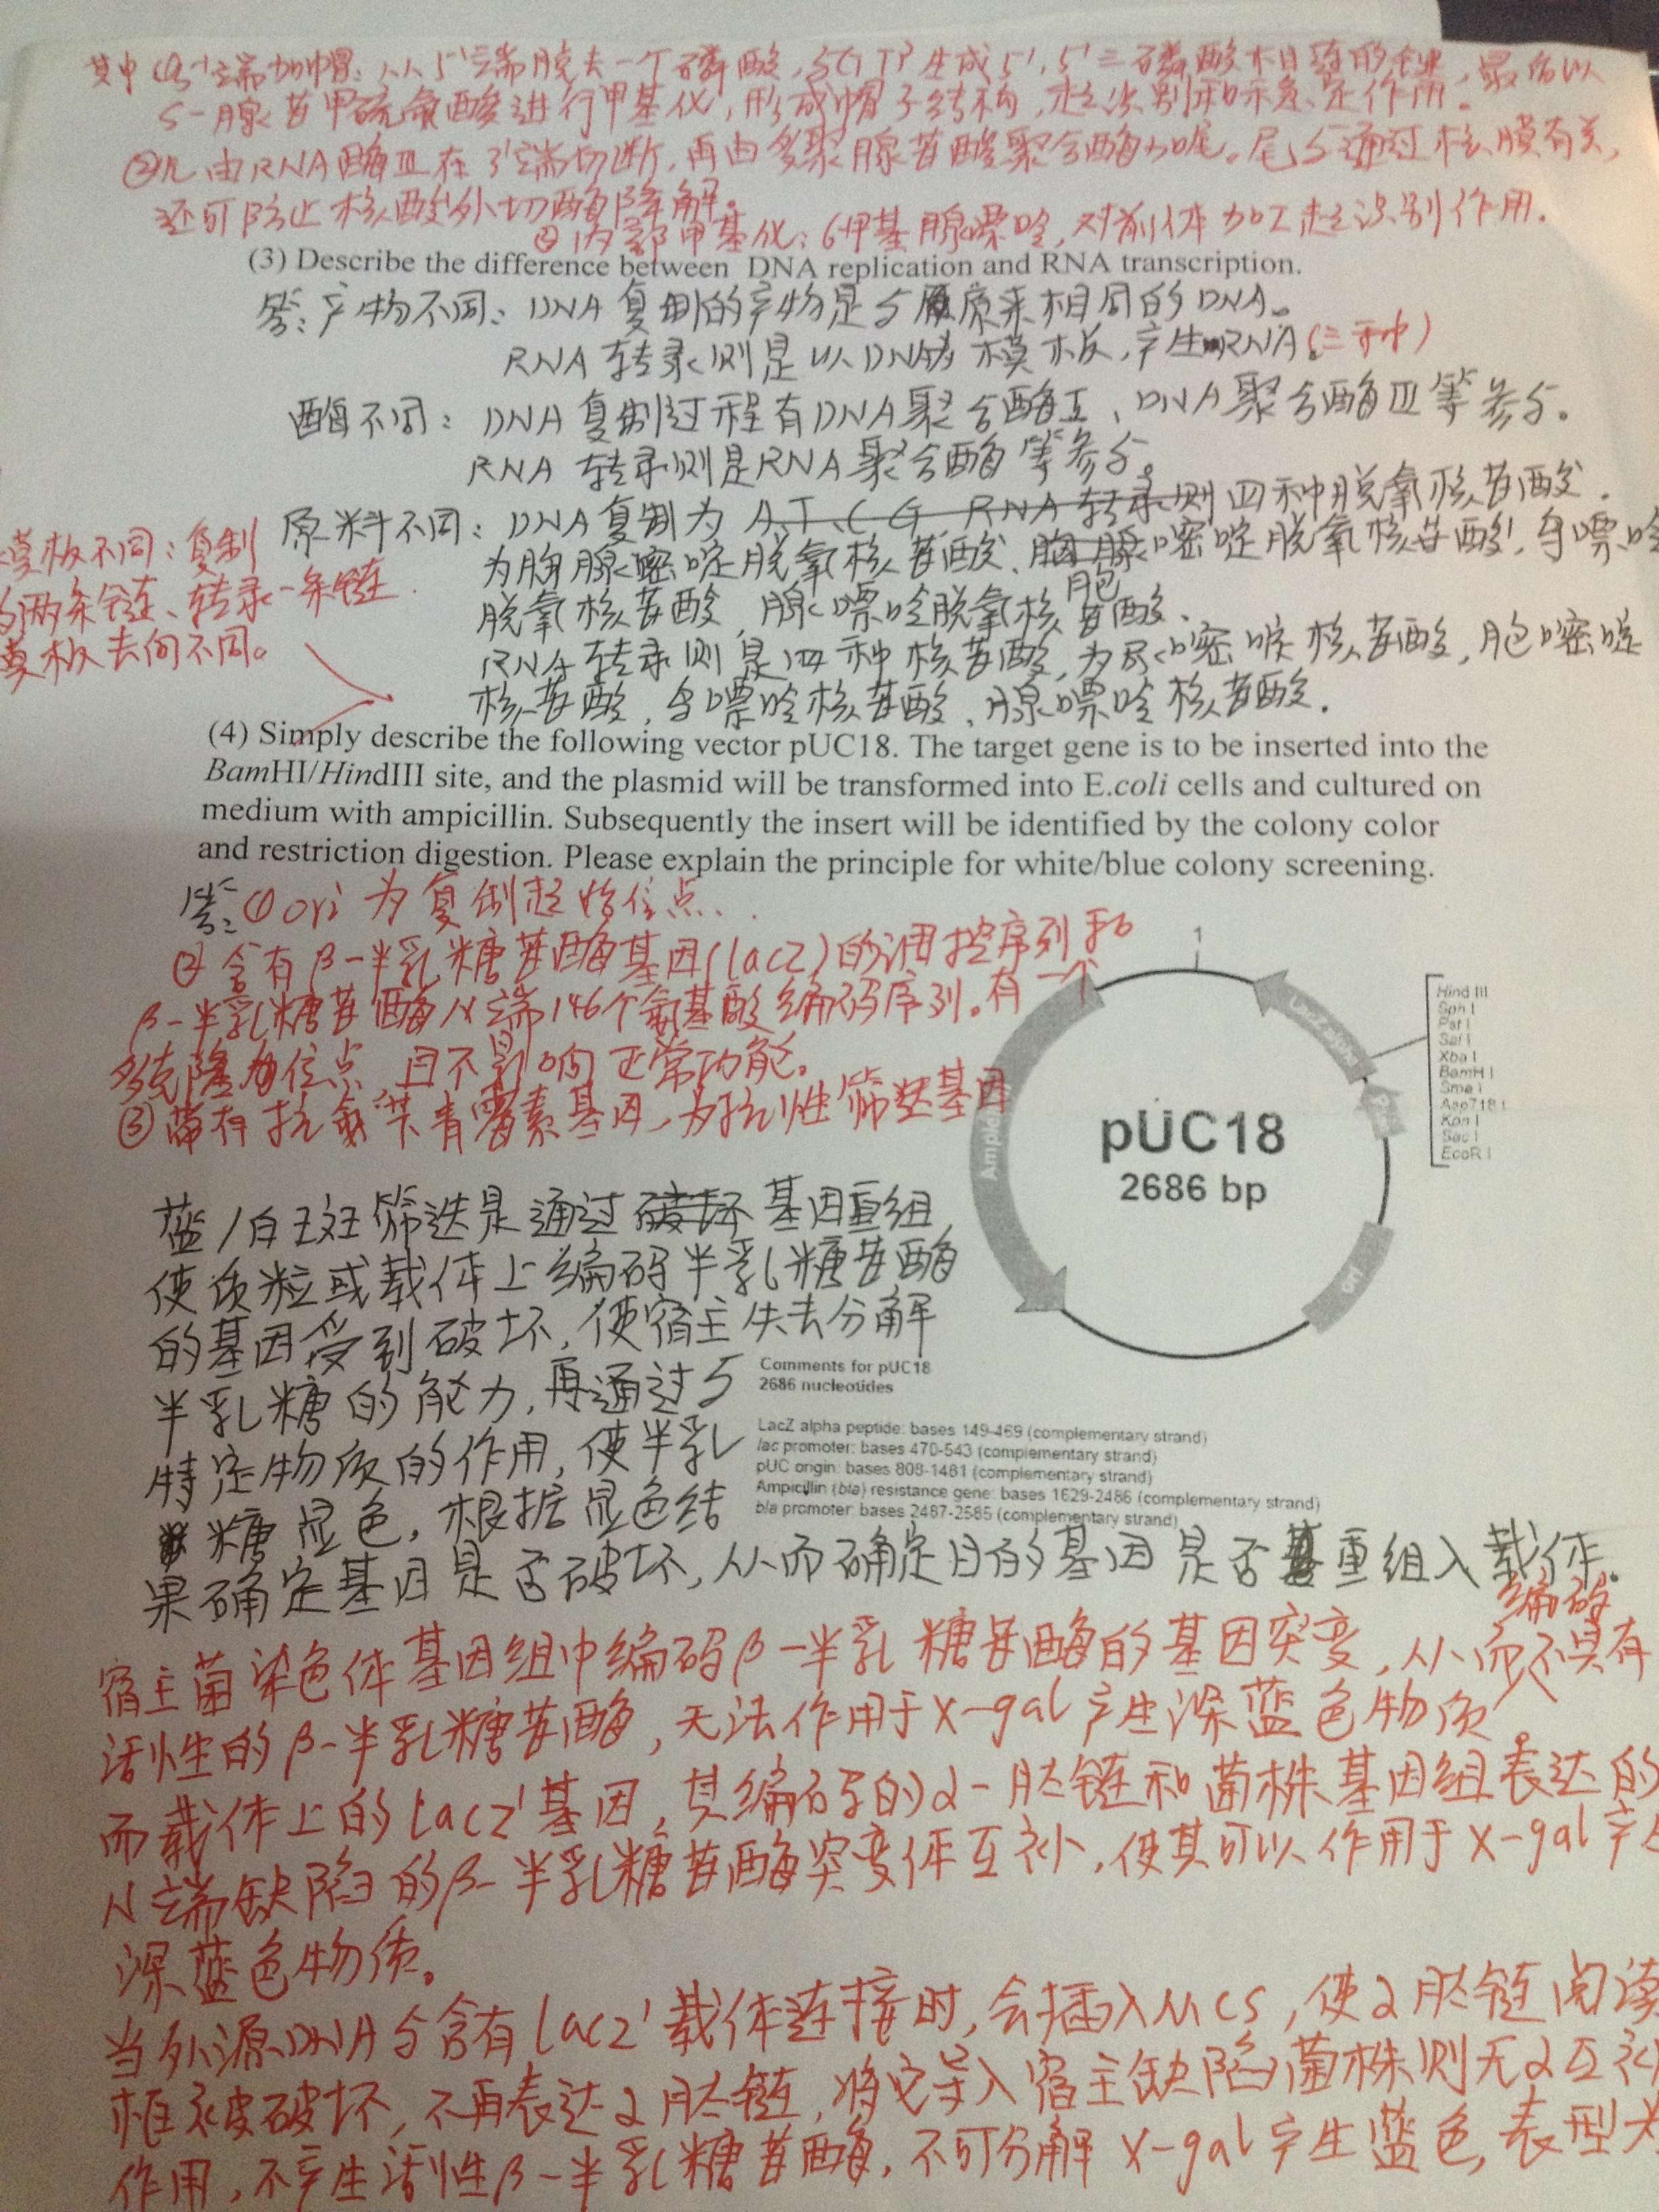 其中①5'端加帽:从5'端脱去一个磷酸,与GTP生成5',5'三磷酸相连的键,最后以
S-腺苷甲硫氨酸进行甲基化,形成帽子结构,起识别和稳定作用。
②尾由RNA酶III在3'端切断,再由多聚腺苷酸聚合酶加尾。尾与通过核膜有关,
还可防止核酸外切酶降解。
③内部甲基化:6甲基腺嘌呤,对前体加工起识别作用.
(3) Describe the difference between DNA replication and RNA transcription.
答:产物不同:DNA复制的产物是与原来相同的DNA。
RNA转录则是以DNA为模板,产生RNA。(三种)
酶不同:DNA复制过程有DNA聚合酶I、DNA聚合酶III等参与。
RNA转录则是RNA聚合酶等参与。
原料不同:DNA复制为A、T、C、G RNA转录则四种脱氧核苷酸.
为胸腺嘧啶脱氧核苷酸、胸腺嘧啶脱氧核苷酸,鸟嘌呤
胞
脱氧核苷酸,腺嘌呤脱氧核苷酸.
RNA转录则是四种核苷酸,为尿嘧啶核苷酸,胞嘧啶
核苷酸,鸟嘌呤核苷酸、腺嘌呤核苷酸.
模板不同:复制
的两条链、转录一条链.
模板去向不同。
(4) Simply describe the following vector pUC18. The target gene is to be inserted into the
BamHI/HindIII site, and the plasmid will be transformed into E.coli cells and cultured on
medium with ampicillin. Subsequently the insert will be identified by the colony color
and restriction digestion. Please explain the principle for white/blue colony screening.
答:①ori为复制起始位点.
②含有β-半乳糖苷酶基因(lacZ)的调控序列和
β-半乳糖苷酶N端146个氨基酸编码序列。有一个
多克隆位点,且不影响正常功能。
③带有抗氨苄青霉素基因,为抗性筛选基因
1
LacZ alpha
Hind III
Sph I
Pst I
Sal I
Xba I
BamH I
Sma I
Asp718 I
Kpn I
Sac I
EcoR I
pUC18
2686 bp
ori
蓝/白斑筛选是通过破坏基因重组,
使质粒或载体上编码半乳糖苷酶
的基因受到破坏,使宿主失去分解
半乳糖的能力,再通过与
特定物质的作用,使半乳
糖显色,根据显色结
果确定基因是否破坏,从而确定目的基因是否重组入载体。
Comments for pUC18
2686 nucleotides
LacZ alpha peptide: bases 149-469 (complementary strand)
lac promoter: bases 470-543 (complementary strand)
pUC origin: bases 808-1481 (complementary strand)
Ampicillin (bla) resistance gene: bases 1629-2486 (complementary strand)
bla promoter: bases 2487-2585 (complementary strand)
编码
宿主菌染色体基因组中编码β-半乳糖苷酶的基因突变,从而不具有
活性的β-半乳糖苷酶,无法作用于X-gal产生深蓝色物质。
而载体上的lacZ'基因,其编码的α-肽链和菌株基因组表达的
N端缺陷的β-半乳糖苷酶突变体互补,使其可以作用于X-gal产生
深蓝色物质。
当外源DNA与含有lacZ'载体连接时,会插入MCS,使α肽链阅读
框被破坏,不再表达α肽链,将它导入宿主缺陷菌株则无α互补
作用,不产生活性β-半乳糖苷酶,不可分解X-gal产生蓝色,表型为